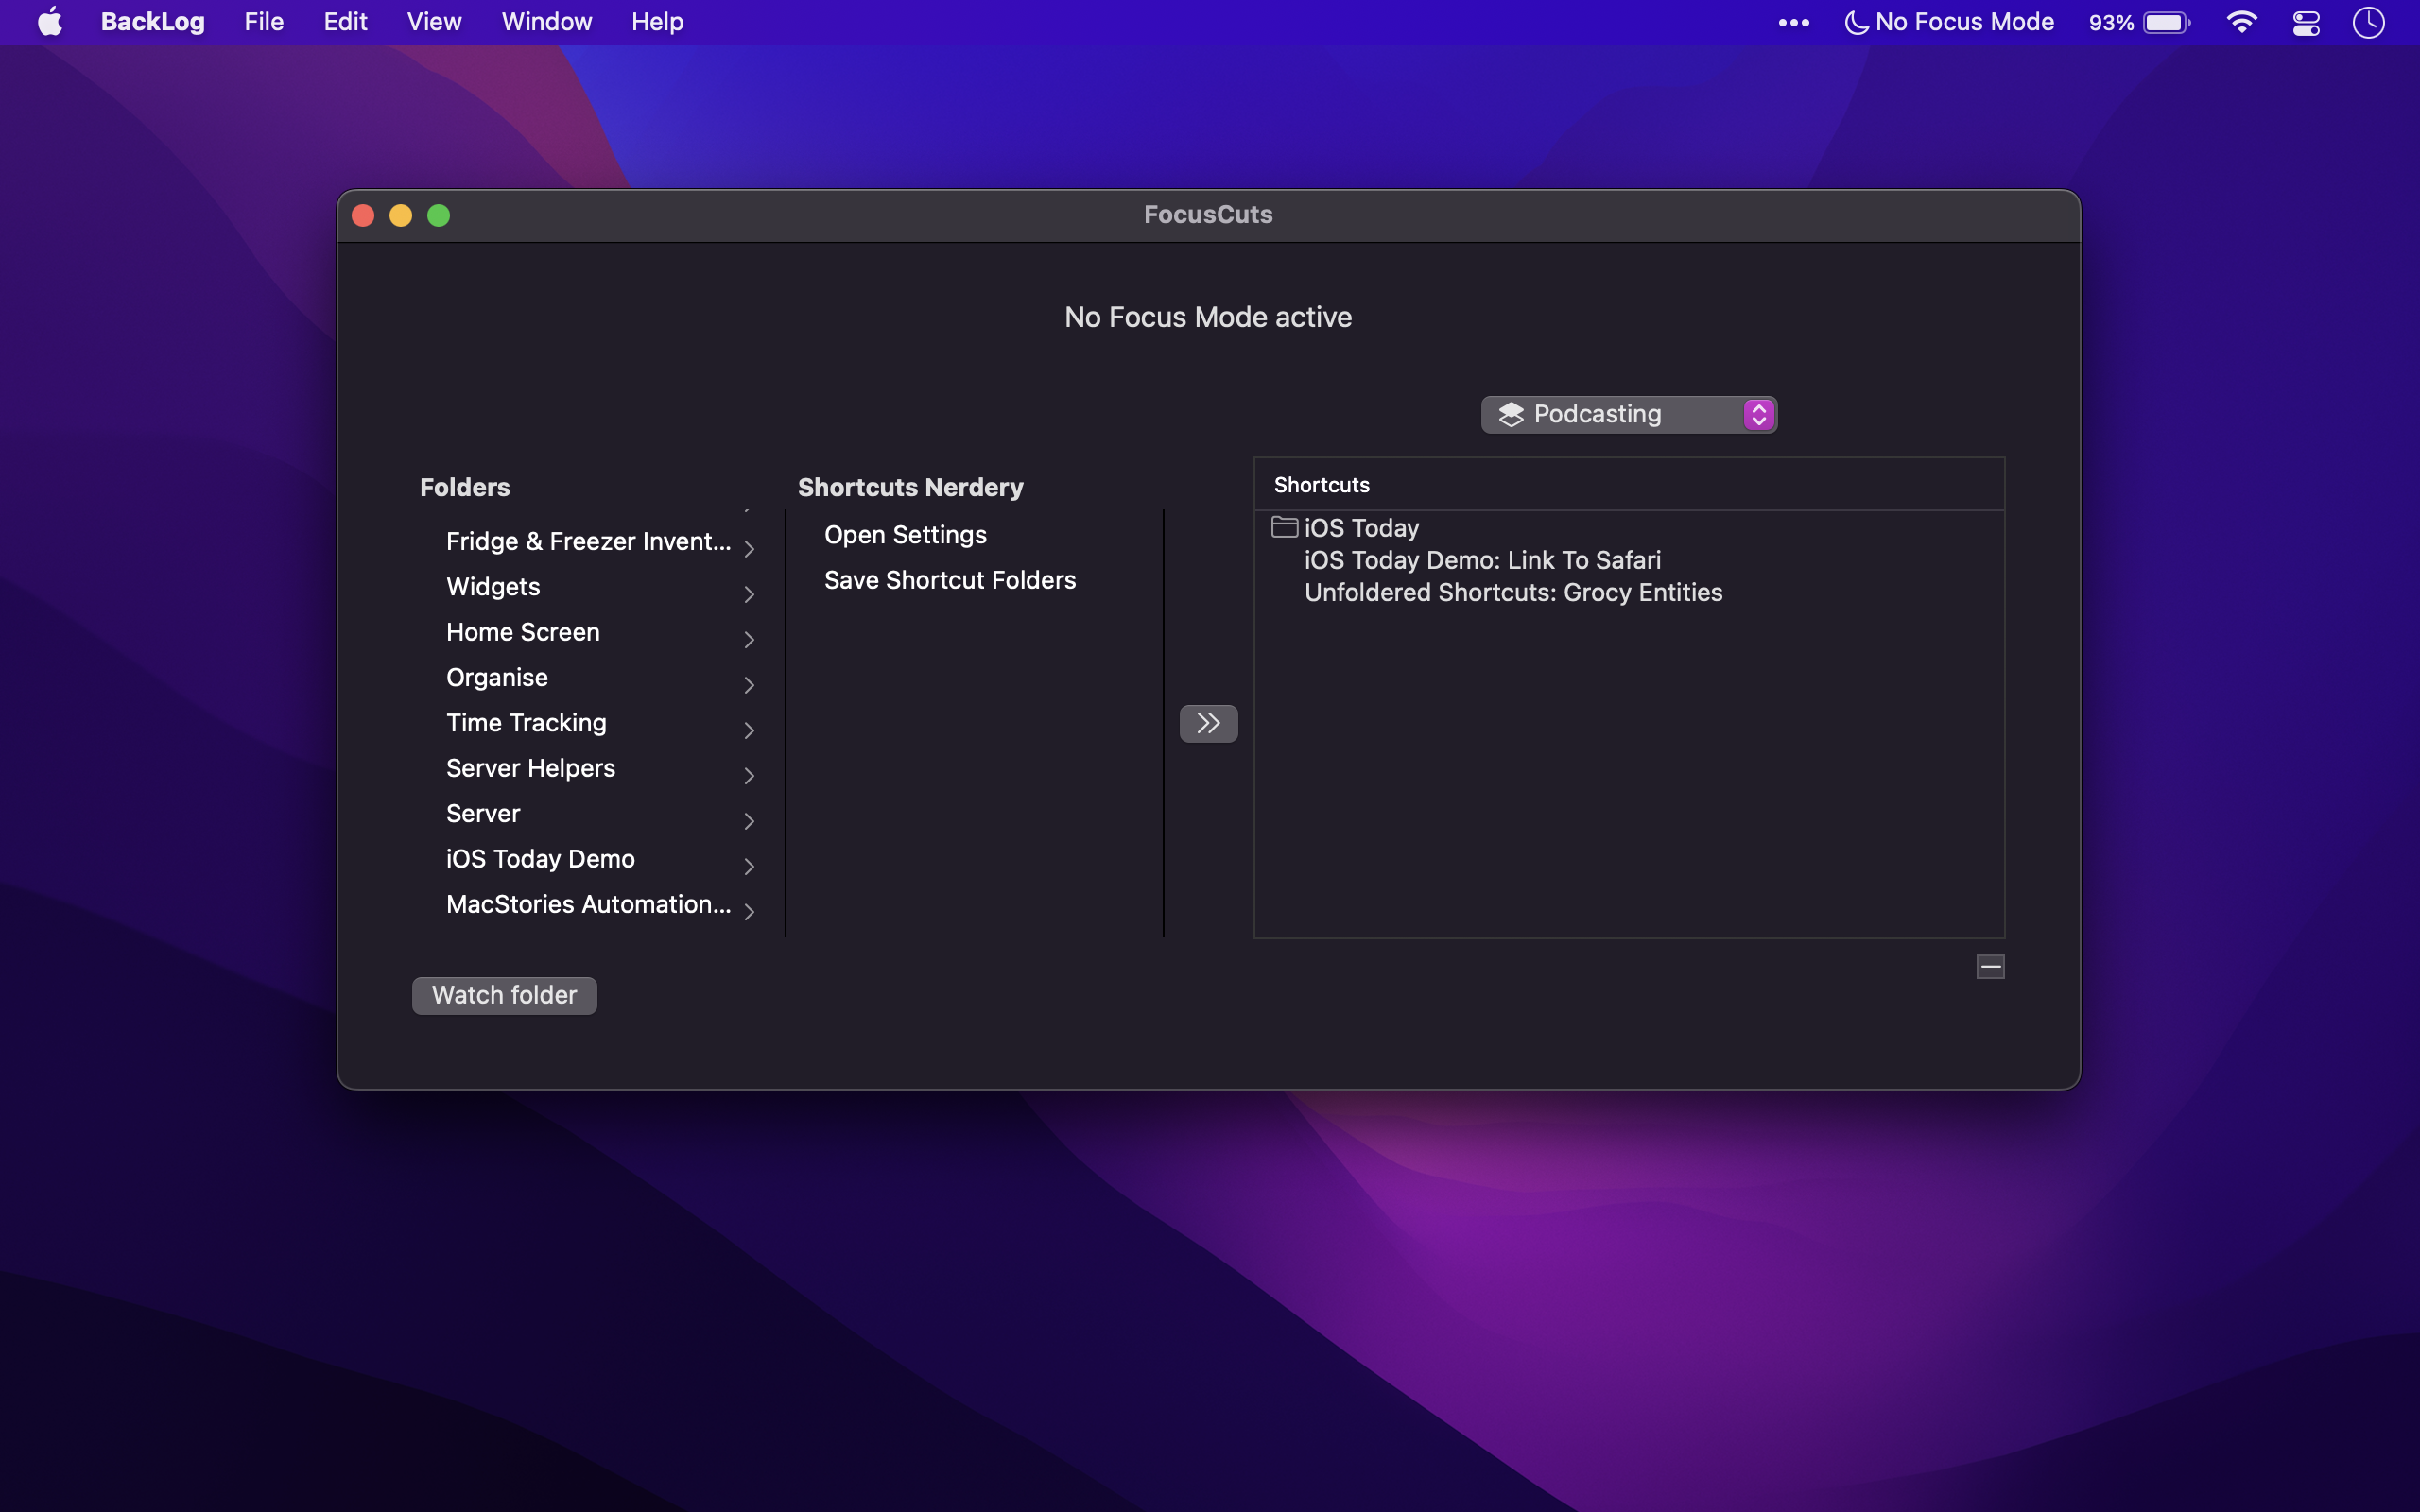 BackLog File Edit View Window Help No Focus Mode 93%
FocusCuts
No Focus Mode active
Podcasting
Folders
Fridge & Freezer Invent...
Widgets
Home Screen
Organise
Time Tracking
Server Helpers
Server
iOS Today Demo
MacStories Automation...
Watch folder
Shortcuts Nerdery
Open Settings
Save Shortcut Folders
Shortcuts
iOS Today
iOS Today Demo: Link To Safari
Unfoldered Shortcuts: Grocy Entities